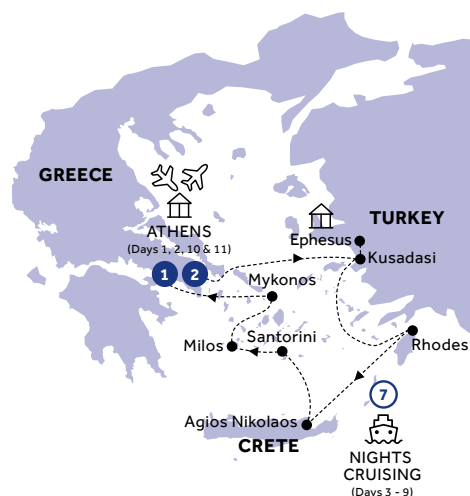 GREECE
ATHENS
(Days 1, 2, 10 & 11)
1 2
TURKEY
Ephesus
Kusadasi
Mykonos
Santorini
Milos
Rhodes
7
Agios Nikolaos
CRETE
NIGHTS
CRUISING
(Days 3 - 9)